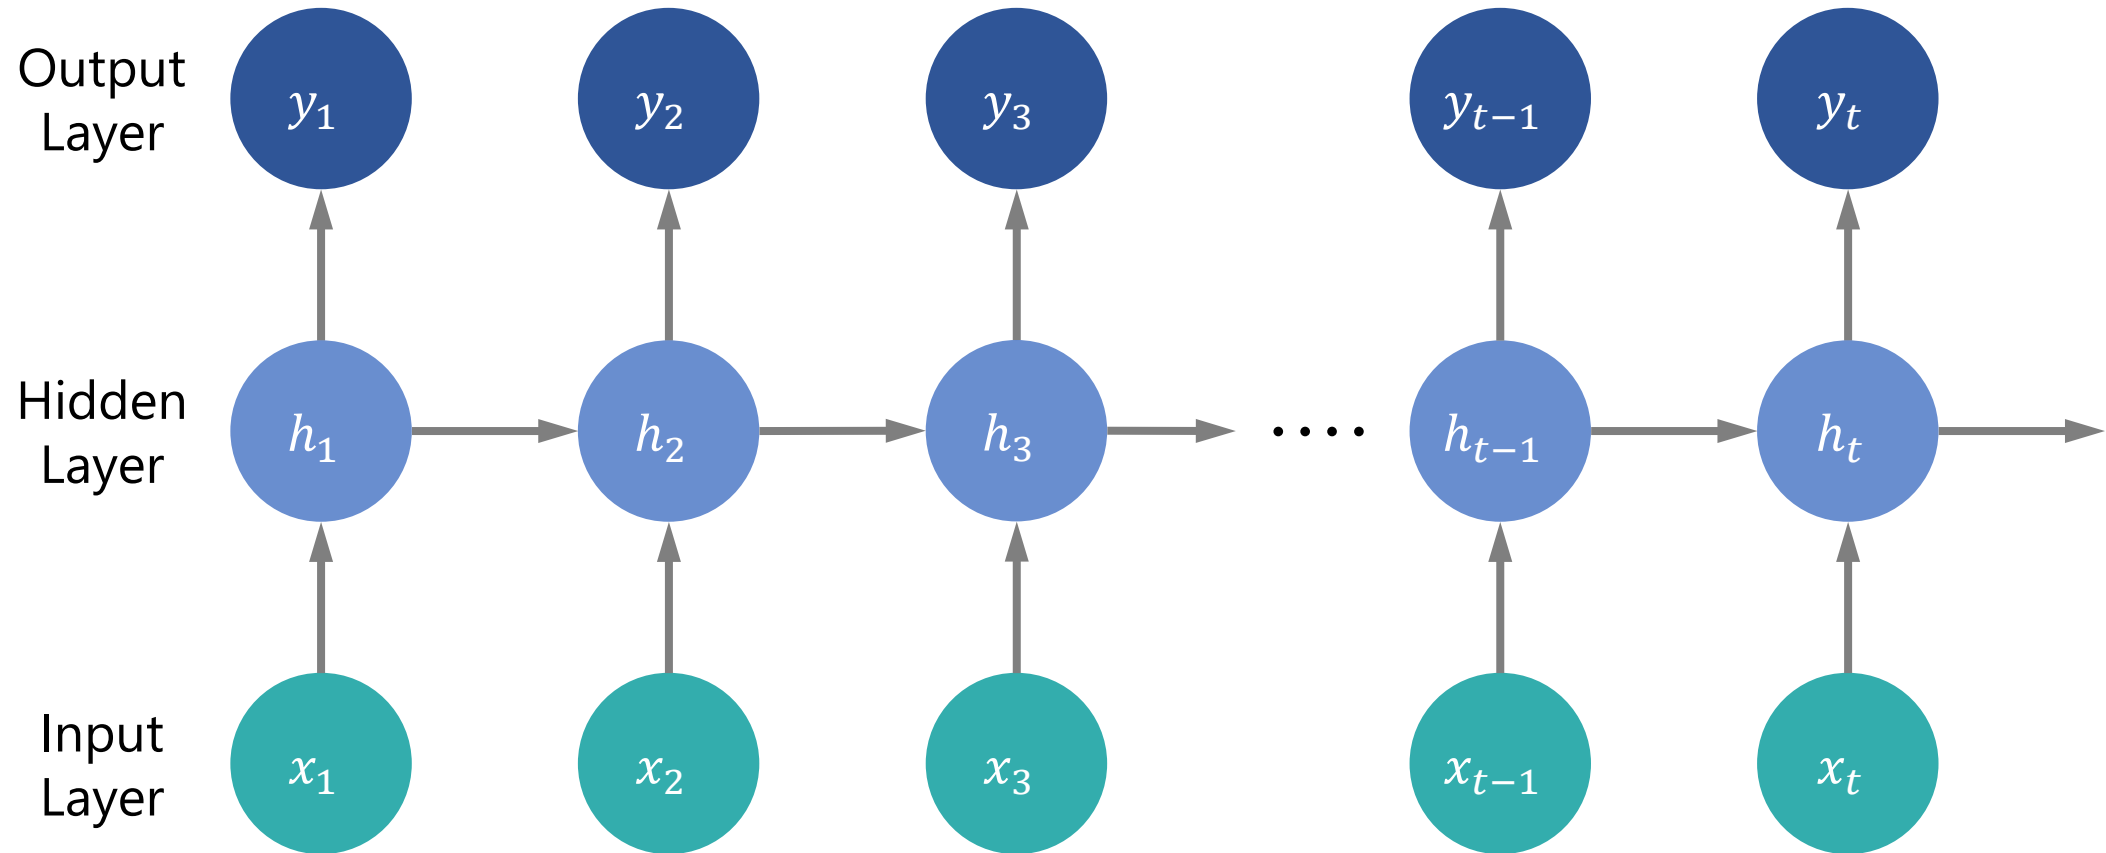 Output
Layer
y₁ y₂ y₃ yₜ₋₁ yₜ
Hidden
Layer
h₁ h₂ h₃ ···· hₜ₋₁ hₜ
Input
Layer
x₁ x₂ x₃ xₜ₋₁ xₜ